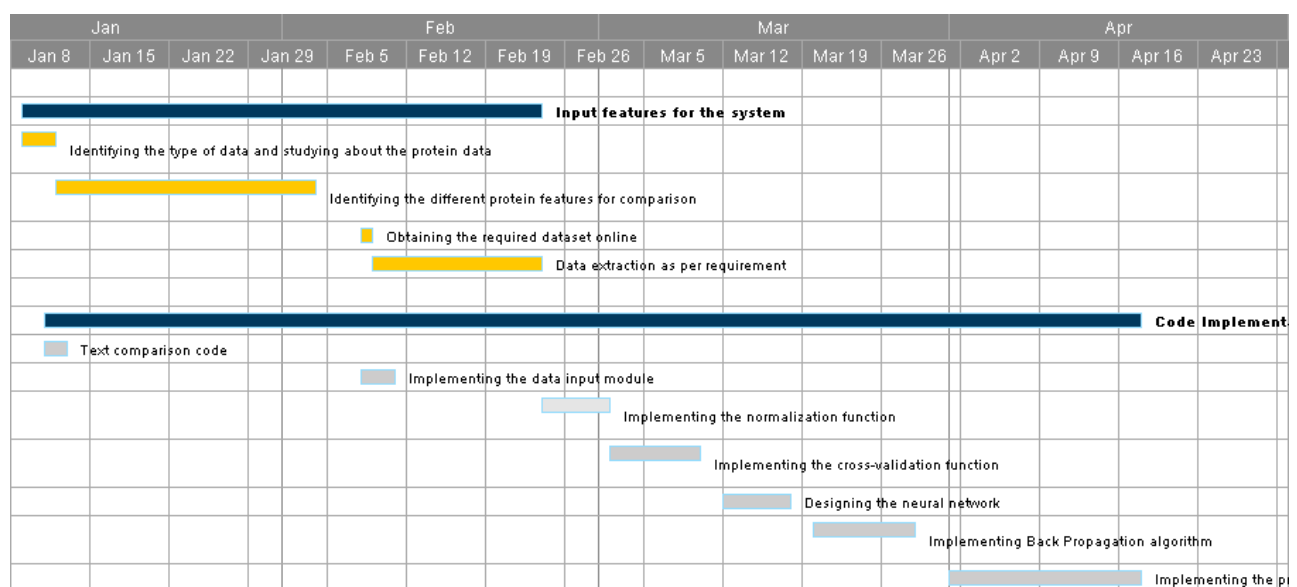 Jan Feb Mar Apr
Jan 8 Jan 15 Jan 22 Jan 29 Feb 5 Feb 12 Feb 19 Feb 26 Mar 5 Mar 12 Mar 19 Mar 26 Apr 2 Apr 9 Apr 16 Apr 23
Input features for the system
Identifying the type of data and studying about the protein data
Identifying the different protein features for comparison
Obtaining the required dataset online
Data extraction as per requirement
Code Implement
Text comparison code
Implementing the data input module
Implementing the normalization function
Implementing the cross-validation function
Designing the neural network
Implementing Back Propagation algorithm
Implementing the